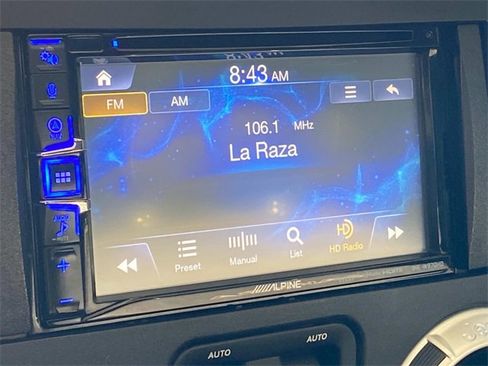 8:43 AM
FM AM
106.1 MHz
La Raza
Preset Manual List HD Radio
ALPINE
AUTO AUTO